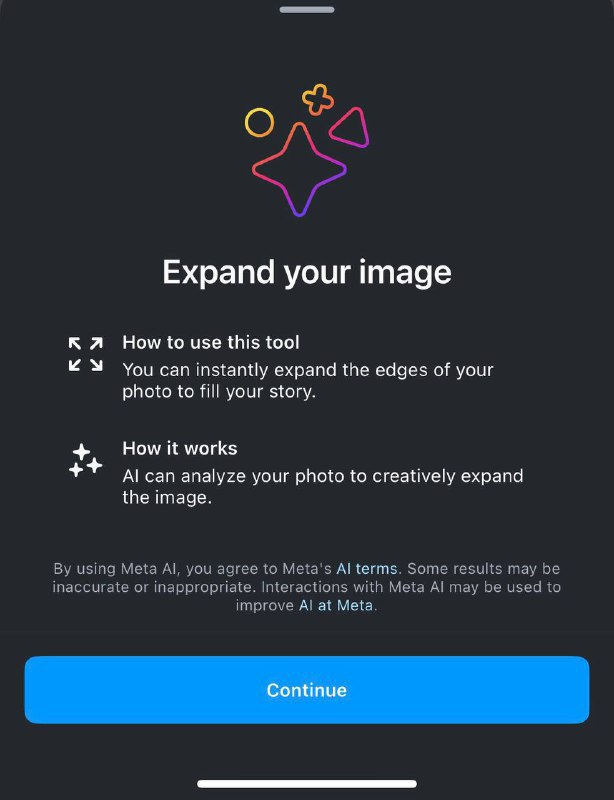 Expand your image
How to use this tool
You can instantly expand the edges of your
photo to fill your story.
How it works
AI can analyze your photo to creatively expand
the image.
By using Meta AI, you agree to Meta's AI terms. Some results may be
inaccurate or inappropriate. Interactions with Meta AI may be used to
improve AI at Meta.
Continue